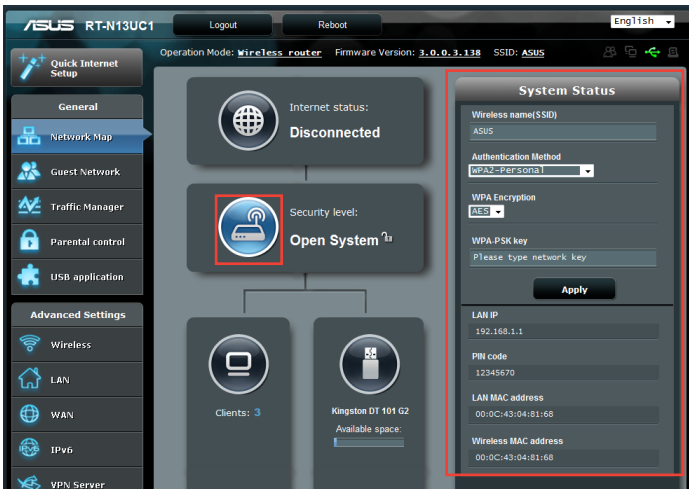 ASUS RT-N13UC1
Logout
Reboot
English
Operation Mode: Wireless router Firmware Version: 3.0.0.3.138 SSID: ASUS
Quick Internet
Setup
General
Network Map
Guest Network
Traffic Manager
Parental control
USB application
Advanced Settings
Wireless
LAN
WAN
IPv6
IPv6
VPN Server
Internet status:
Disconnected
Security level:
Open System
Clients: 3
Kingston DT 101 G2
Available space:
System Status
Wireless name(SSID)
ASUS
Authentication Method
WPA2-Personal
WPA Encryption
AES
WPA-PSK key
Please type network key
Apply
LAN IP
192.168.1.1
PIN code
12345670
LAN MAC address
00:0C:43:04:81:68
Wireless MAC address
00:0C:43:04:81:68